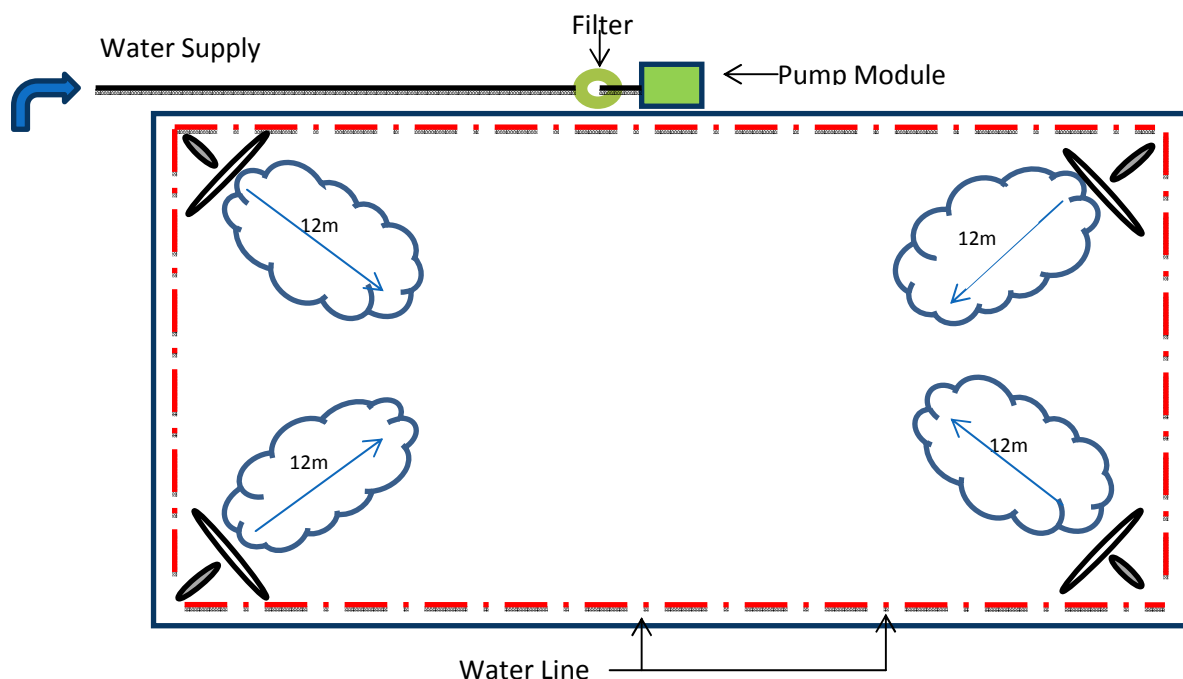 Filter
Water Supply
Pump Module
12m
12m
12m
12m
Water Line